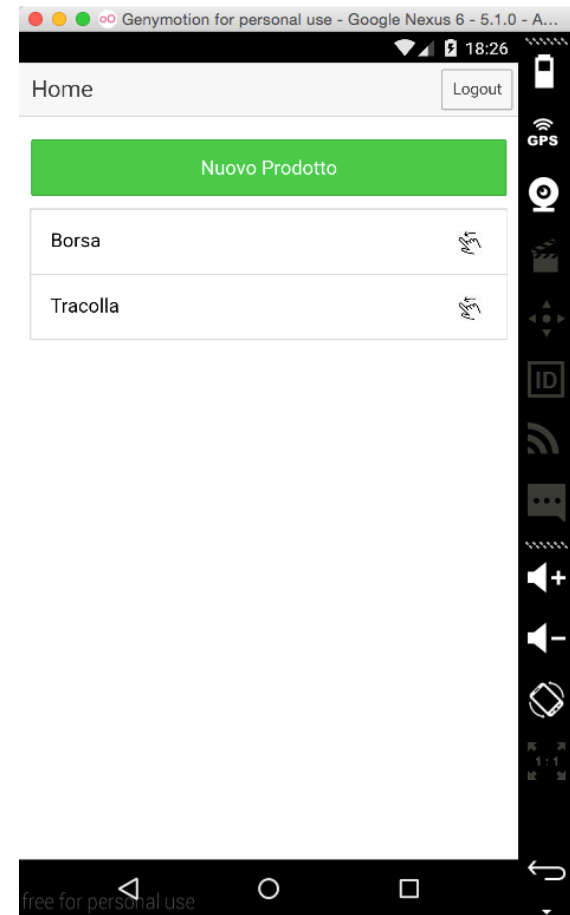 Genymotion for personal use - Google Nexus 6 - 5.1.0 - A...
18:26
Home
Logout
GPS
Nuovo Prodotto
Borsa
Tracolla
ID
1:1
free for personal use